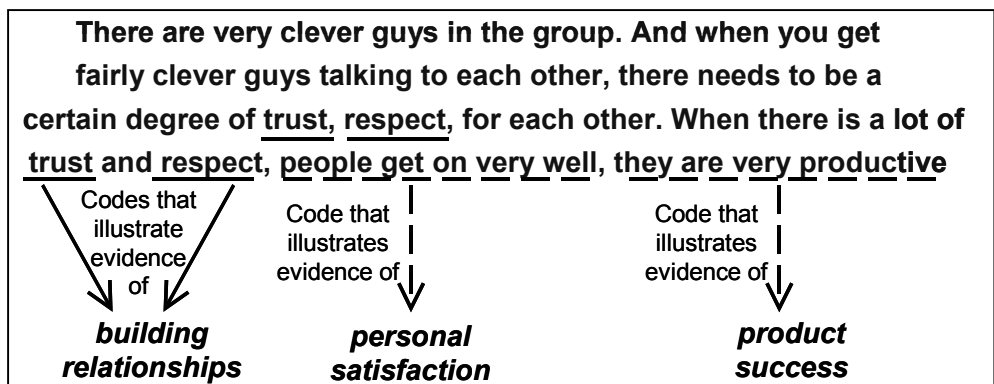 There are very clever guys in the group. And when you get
fairly clever guys talking to each other, there needs to be a
certain degree of trust, respect, for each other. When there is a lot of
trust and respect, people get on very well, they are very productive
Codes that
illustrate
evidence
of
building
relationships
Code that
illustrates
evidence of
personal
satisfaction
Code that
illustrates
evidence of
product
success